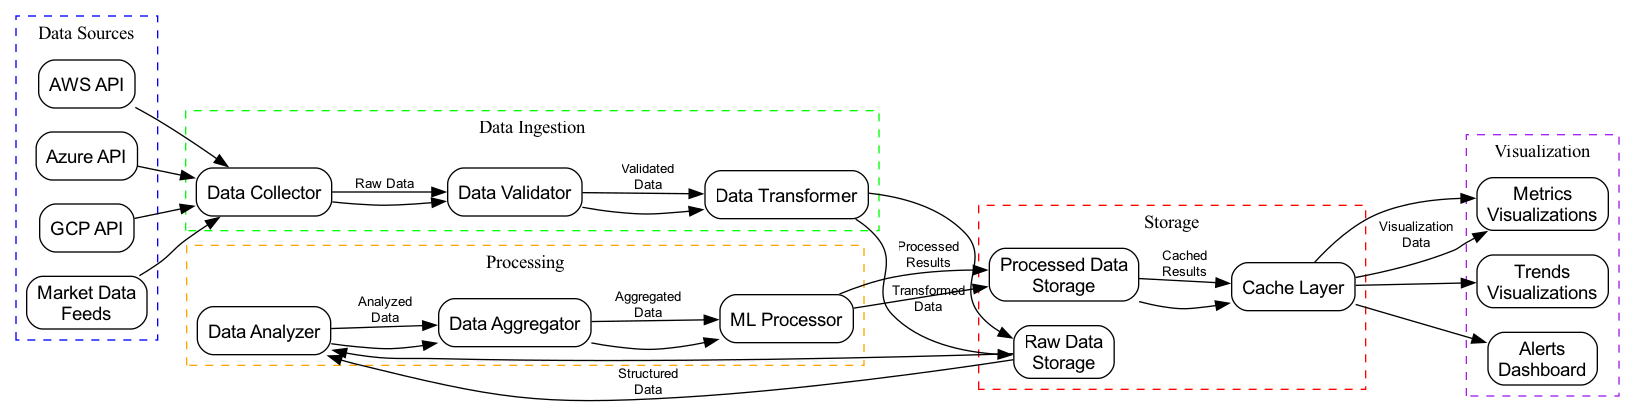 Data Sources
AWS API
Azure API
GCP API
Market Data
Feeds
Data Ingestion
Data Collector
Raw Data
Data Validator
Validated
Data
Data Transformer
Processing
Data Analyzer
Analyzed
Data
Data Aggregator
Aggregated
Data
ML Processor
Structured
Data
Processed
Results
Transformed
Data
Storage
Processed Data
Storage
Raw Data
Storage
Cached
Results
Cache Layer
Visualization
Data
Visualization
Metrics
Visualizations
Trends
Visualizations
Alerts
Dashboard